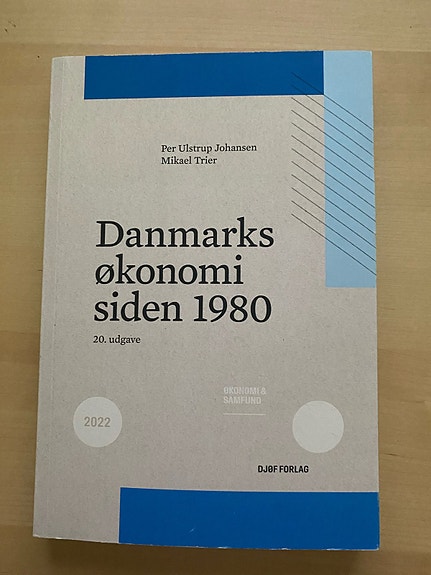 Per Ulstrup Johansen
Mikael Trier
Danmarks
økonomi
siden 1980
20. udgave
ØKONOMI &
SAMFUND
2022
DJØF FORLAG